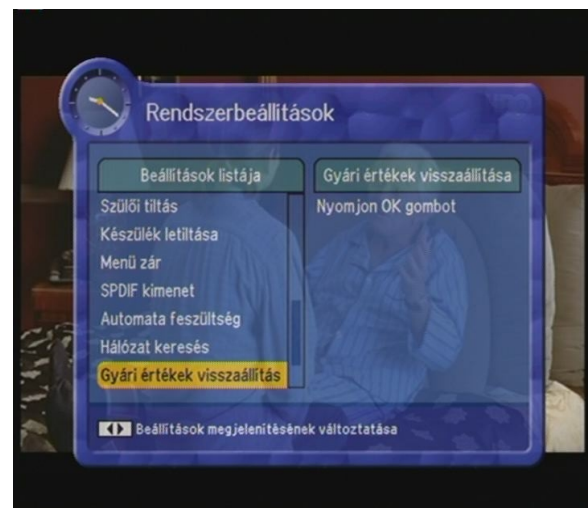 Rendszerbeállítások
Beállítások listája
Szülői tiltás
Készülék letiltása
Menü zár
SPDIF kimenet
Automata feszültség
Hálózat keresés
Gyári értékek visszaállítás
Gyári értékek visszaállítása
Nyomjon OK gombot
Beállítások megjelenítésének változtatása